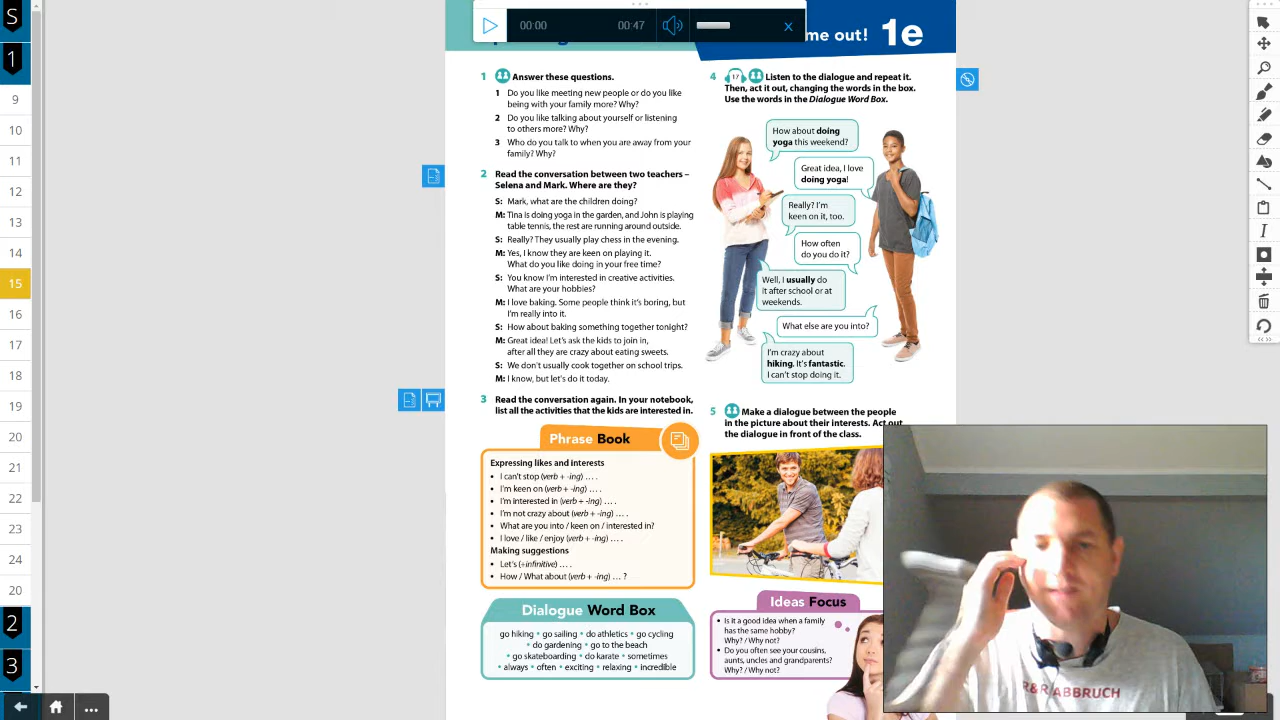 S
1
9
10
11
12
13
14
13
16
17
19
20
21
22
23
22
20
2
3
00:00
00:47
me out! 1e
1 Answer these questions.
1 Do you like meeting new people or do you like
being with your family more? Why?
2 Do you like talking about yourself or listening
to others more? Why?
3 Who do you talk to when you are away from your
family? Why?
2 Read the conversation between two teachers –
Selena and Mark. Where are they?
S: Mark, what are the children doing?
M: Tina is doing yoga in the garden, and John is playing
table tennis, the rest are running around outside.
S: Really? They usually play chess in the evening.
M: Yes, I know they are keen on playing it.
What do you like doing in your free time?
S: You know I'm interested in creative activities.
What are your hobbies?
M: I love baking. Some people think it's boring, but
I'm really into it.
S: How about baking something together tonight?
M: Great idea! Let's ask the kids to join in,
after all they are crazy about eating sweets.
S: We don't usually cook together on school trips.
M: I know, but let's do it today.
3 Read the conversation again. In your notebook,
list all the activities that the kids are interested in.
Phrase Book
Expressing likes and interests
• I can't stop (verb + -ing) ... .
• I'm keen on (verb + -ing) ... .
• I'm interested in (verb + -ing) ... .
• I'm not crazy about (verb + -ing) ... .
• What are you into / keen on / interested in?
• I love / like / enjoy (verb + -ing) ... .
Making suggestions
• Let's (+infinitive) ... .
• How / What about (verb + -ing) ... ?
Dialogue Word Box
go hiking • go sailing • do athletics • go cycling
• do gardening • go to the beach
• go skateboarding • do karate • sometimes
• always • often • exciting • relaxing • incredible
4 17 Listen to the dialogue and repeat it.
Then, act it out, changing the words in the box.
Use the words in the Dialogue Word Box.
How about doing
yoga this weekend?
Great idea, I love
doing yoga!
Really? I'm
keen on it, too.
How often
do you do it?
Well, I usually do
it after school or at
weekends.
What else are you into?
I'm crazy about
hiking. It's fantastic.
I can't stop doing it.
5 Make a dialogue between the people
in the picture about their interests. Act out
the dialogue in front of the class.
Ideas Focus
• Is it a good idea when a family
has the same hobby?
Why? / Why not?
• Do you often see your cousins,
aunts, uncles and grandparents?
Why? / Why not?
R&R ABBRUCH